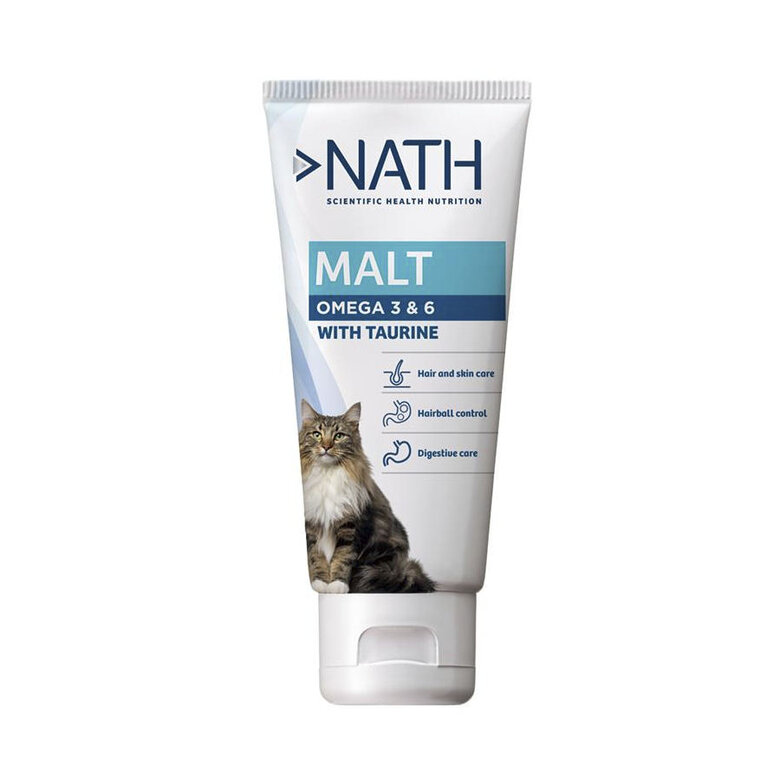 NATH
SCIENTIFIC HEALTH NUTRITION
MALT
OMEGA 3 & 6
WITH TAURINE
Hair and skin care
Hairball control
Digestive care